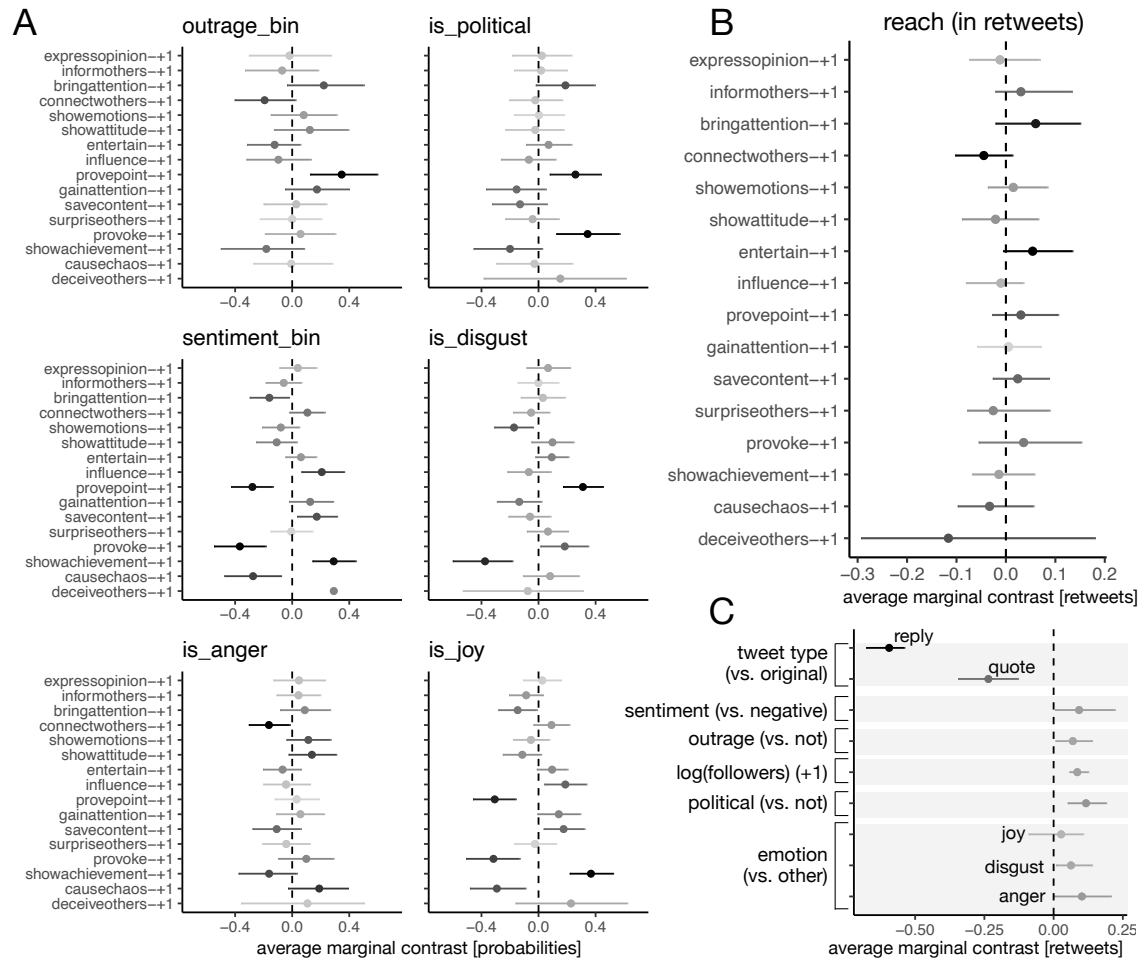 A
outrage_bin
is_political
expressopinion−+1
informothers−+1
bringattention−+1
connectwothers−+1
showemotions−+1
showattitude−+1
entertain−+1
influence−+1
provepoint−+1
gainattention−+1
savecontent−+1
surpriseothers−+1
provoke−+1
showachievement−+1
causechaos−+1
deceiveothers−+1
−0.4 0.0 0.4
−0.4 0.0 0.4
sentiment_bin
is_disgust
expressopinion−+1
informothers−+1
bringattention−+1
connectwothers−+1
showemotions−+1
showattitude−+1
entertain−+1
influence−+1
provepoint−+1
gainattention−+1
savecontent−+1
surpriseothers−+1
provoke−+1
showachievement−+1
causechaos−+1
deceiveothers−+1
−0.4 0.0 0.4
−0.4 0.0 0.4
is_anger
is_joy
expressopinion−+1
informothers−+1
bringattention−+1
connectwothers−+1
showemotions−+1
showattitude−+1
entertain−+1
influence−+1
provepoint−+1
gainattention−+1
savecontent−+1
surpriseothers−+1
provoke−+1
showachievement−+1
causechaos−+1
deceiveothers−+1
−0.4 0.0 0.4
−0.4 0.0 0.4
average marginal contrast [probabilities]
B
reach (in retweets)
expressopinion−+1
informothers−+1
bringattention−+1
connectwothers−+1
showemotions−+1
showattitude−+1
entertain−+1
influence−+1
provepoint−+1
gainattention−+1
savecontent−+1
surpriseothers−+1
provoke−+1
showachievement−+1
causechaos−+1
deceiveothers−+1
−0.3 −0.2 −0.1 0.0 0.1 0.2
average marginal contrast [retweets]
C
tweet type
(vs. original)
reply
quote
sentiment (vs. negative)
outrage (vs. not)
log(followers) (+1)
political (vs. not)
emotion
(vs. other)
joy
disgust
anger
−0.50 −0.25 0.00 0.25
average marginal contrast [retweets]